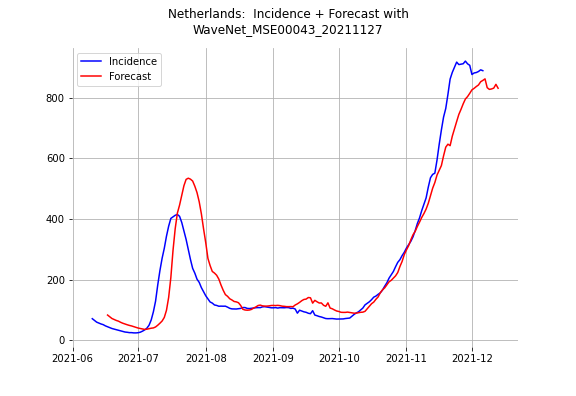 Netherlands:  Incidence + Forecast with
WaveNet_MSE00043_20211127
Incidence
Forecast
800
600
400
200
0
2021-06 2021-07 2021-08 2021-09 2021-10 2021-11 2021-12